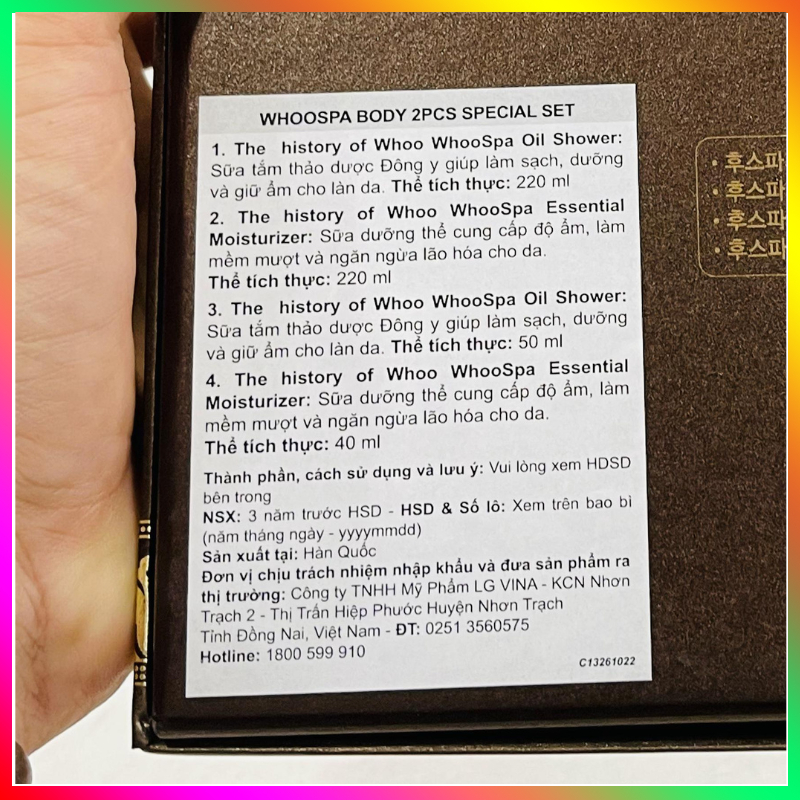 WHOOSPA BODY 2PCS SPECIAL SET
1. The history of Whoo WhooSpa Oil Shower:
Sữa tắm thảo dược Đông y giúp làm sạch, dưỡng
và giữ ẩm cho làn da. Thể tích thực: 220 ml
2. The history of Whoo WhooSpa Essential
Moisturizer: Sữa dưỡng thể cung cấp độ ẩm, làm
mềm mượt và ngăn ngừa lão hóa cho da.
Thể tích thực: 220 ml
3. The history of Whoo WhooSpa Oil Shower:
Sữa tắm thảo dược Đông y giúp làm sạch, dưỡng
và giữ ẩm cho làn da. Thể tích thực: 50 ml
4. The history of Whoo WhooSpa Essential
Moisturizer: Sữa dưỡng thể cung cấp độ ẩm, làm
mềm mượt và ngăn ngừa lão hóa cho da.
Thể tích thực: 40 ml
Thành phần, cách sử dụng và lưu ý: Vui lòng xem HDSD
bên trong
NSX: 3 năm trước HSD - HSD & Số lô: Xem trên bao bì
(năm tháng ngày - yyyymmdd)
Sản xuất tại: Hàn Quốc
Đơn vị chịu trách nhiệm nhập khẩu và đưa sản phẩm ra
thị trường: Công ty TNHH Mỹ Phẩm LG VINA - KCN Nhơn
Trạch 2 - Thị Trấn Hiệp Phước Huyện Nhơn Trạch
Tỉnh Đồng Nai, Việt Nam - ĐT: 0251 3560575
Hotline: 1800 599 910
C13261022
• 후스파
• 후스파
• 후스파
• 후스파